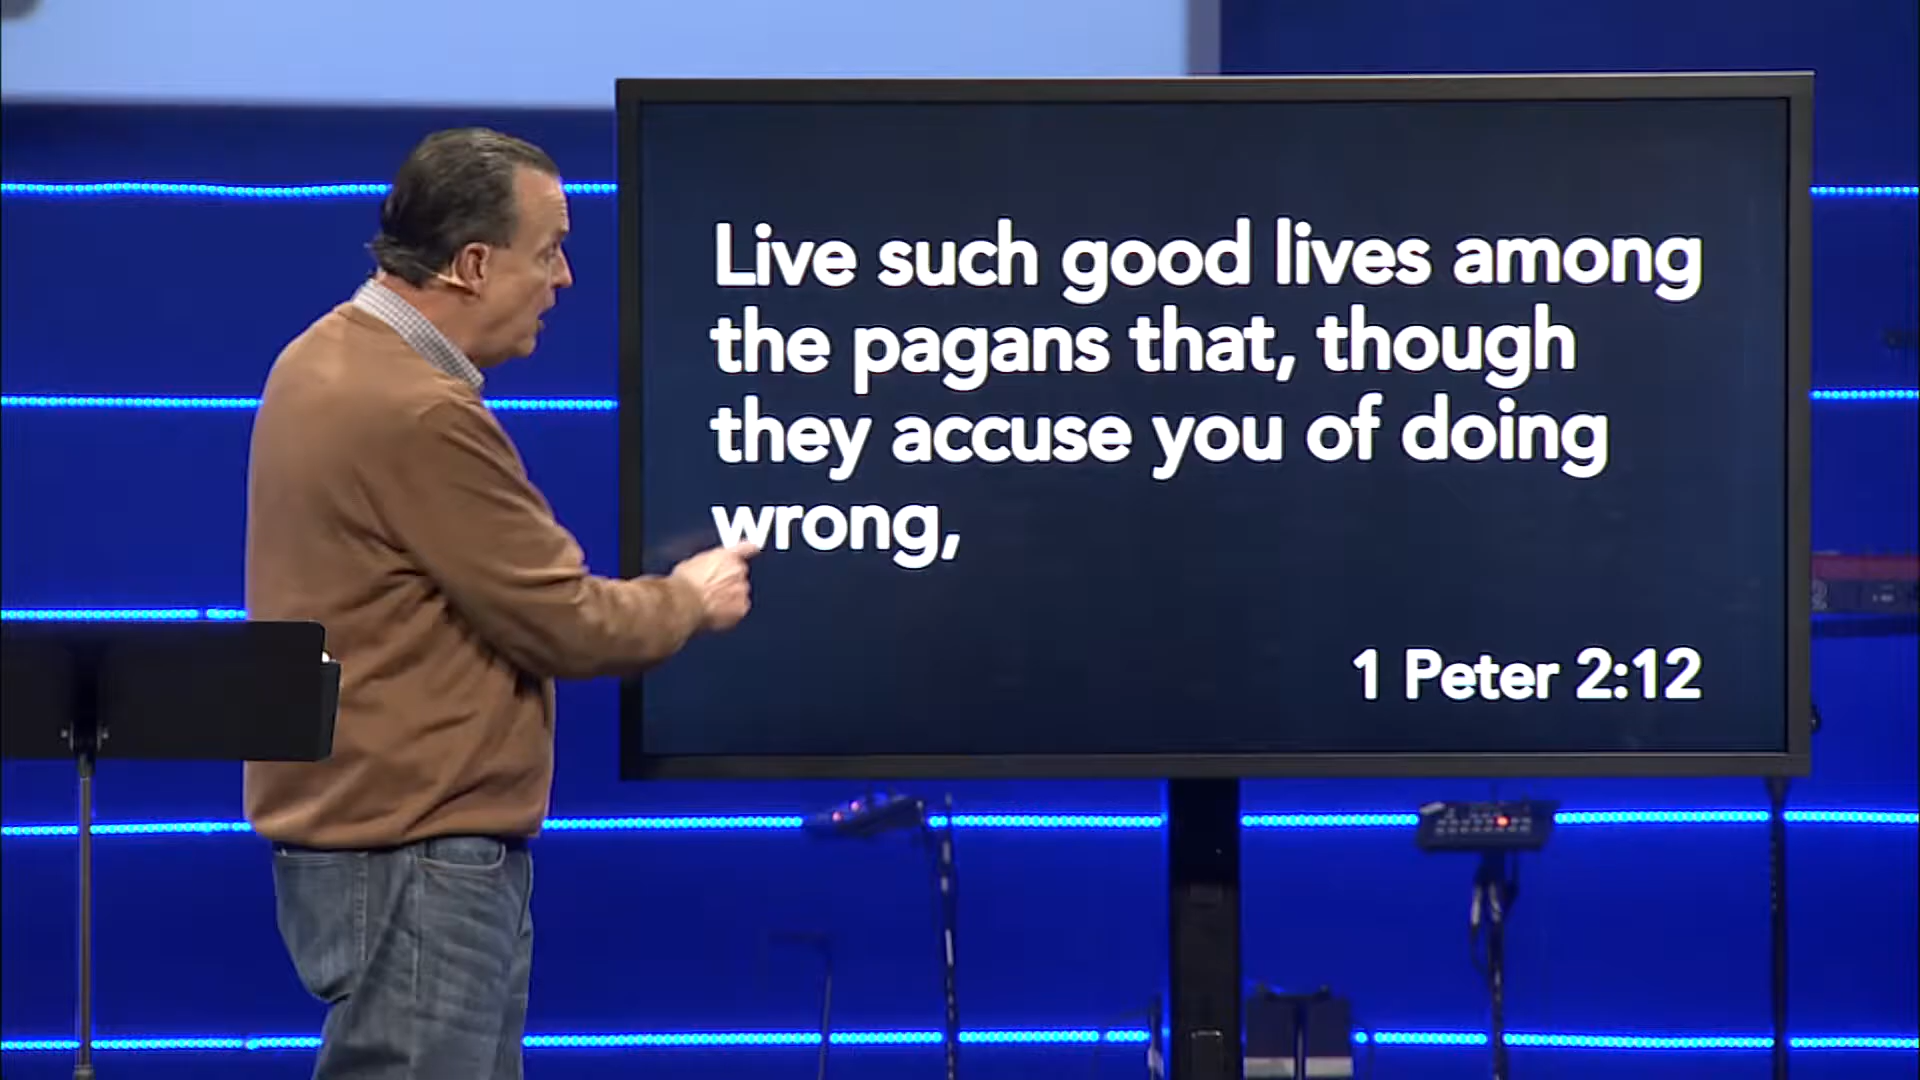 Live such good lives among
the pagans that, though
they accuse you of doing
wrong,
1 Peter 2:12